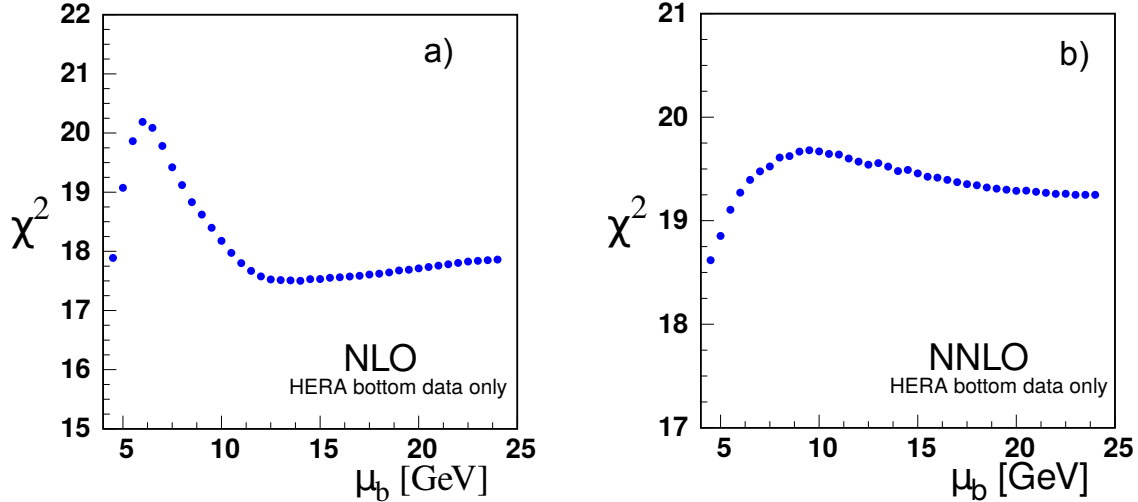 22
21
20
19
18
17
16
15
χ²
a)
NLO
HERA bottom data only
5
10
15
20
25
μb [GeV]
21
20
19
18
17
χ²
b)
NNLO
HERA bottom data only
5
10
15
20
25
μb [GeV]